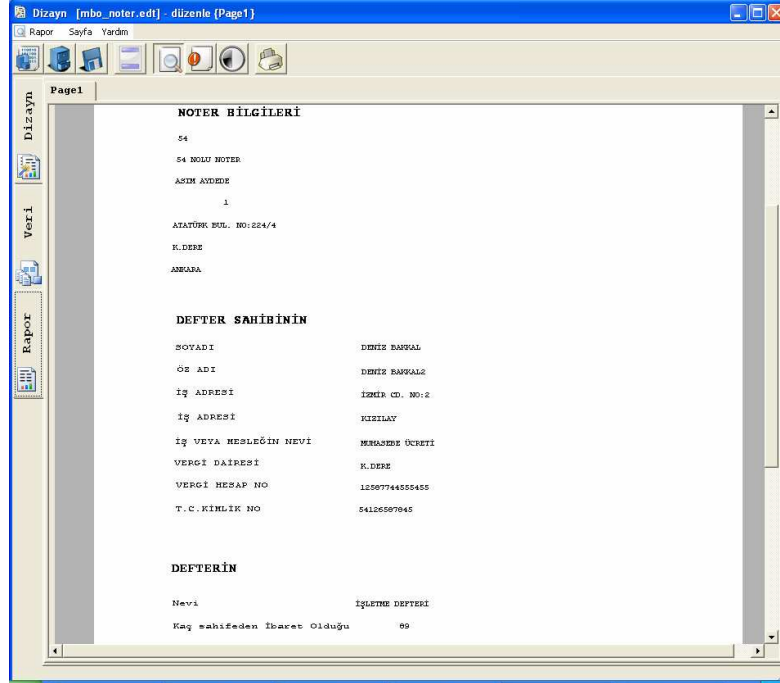 Dizayn [mbo_noter.edt] - düzenle {Page1}
Rapor Sayfa Yardım
Page1
Dizayn
Veri
Rapor
NOTER BİLGİLERİ
54
54 NOLU NOTER
ASIM AYDEDE
1
ATATÜRK BUL. NO:224/4
K.DERE
ANKARA
DEFTER SAHİBİNİN
SOYADI DENİZ BAKKAL
ÖZ ADI DENİZ BAKKAL2
İŞ ADRESİ İZMİR CD. NO:2
İŞ ADRESİ KIZILAY
İŞ VEYA MESLEĞİN NEVİ MUHASEBE ÜCRETİ
VERGİ DAİRESİ K.DERE
VERGİ HESAP NO 12587744555455
T.C.KİMLİK NO 54126587845
DEFTERİN
Nevi İŞLETME DEFTERİ
Kaç sahifeden İbaret Olduğu 89